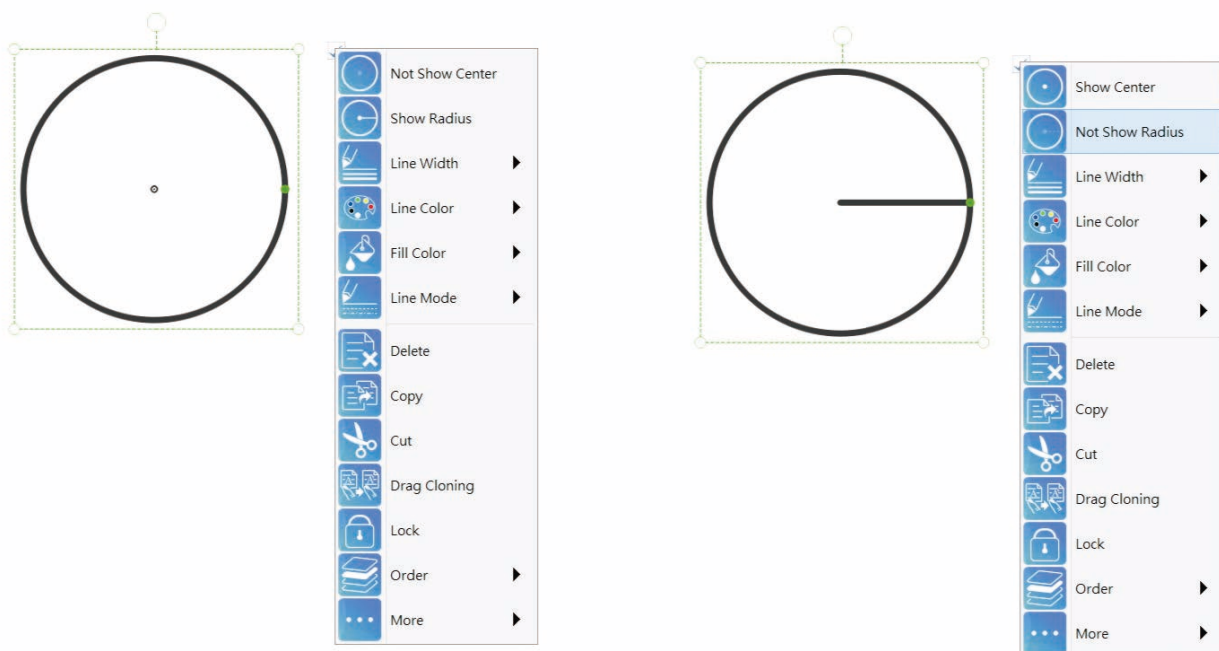 Not Show Center
Show Radius
Line Width
Line Color
Fill Color
Line Mode
Delete
Copy
Cut
Drag Cloning
Lock
Order
More
Show Center
Not Show Radius
Line Width
Line Color
Fill Color
Line Mode
Delete
Copy
Cut
Drag Cloning
Lock
Order
More